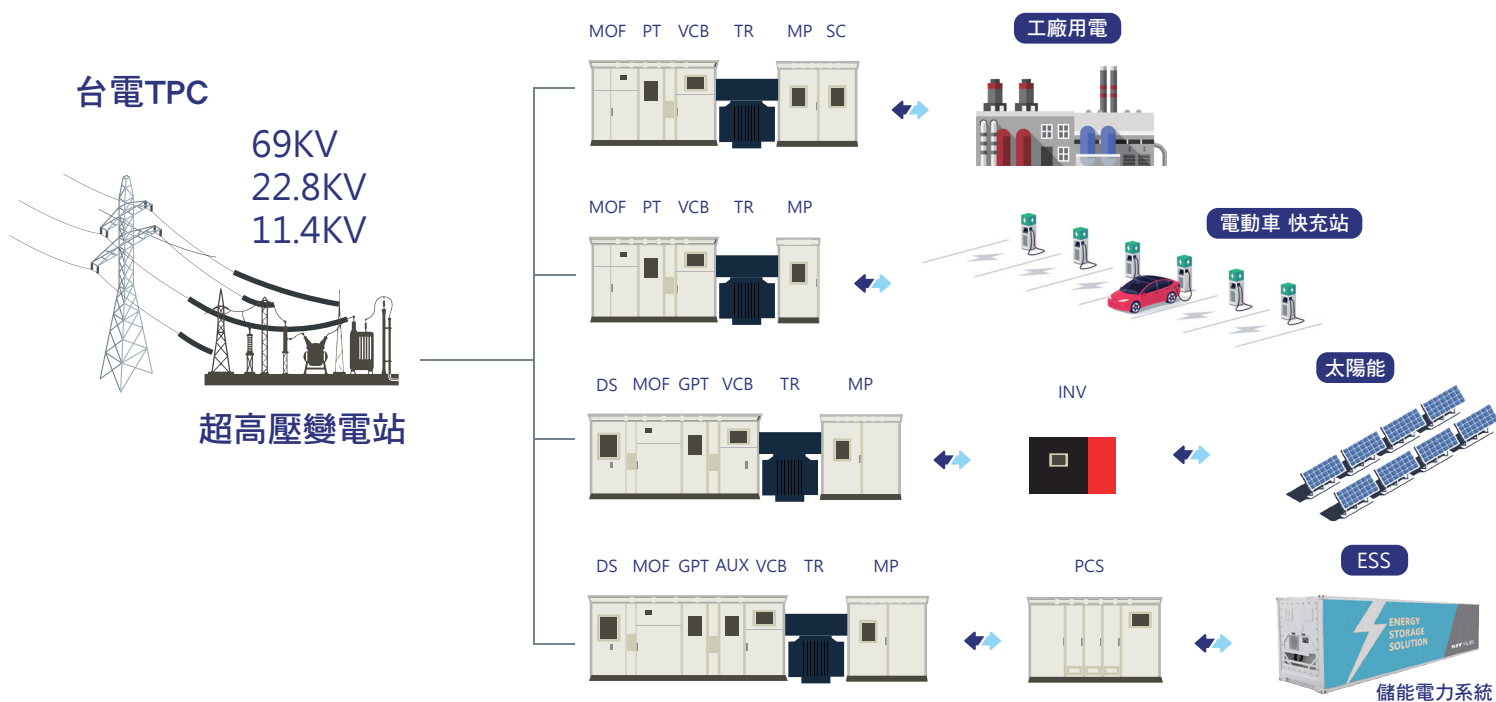 台電TPC
69KV
22.8KV
11.4KV
超高壓變電站
MOF PT VCB TR MP SC
工廠用電
MOF PT VCB TR MP
電動車 快充站
DS MOF GPT VCB TR MP
INV
太陽能
DS MOF GPT AUX VCB TR MP
PCS
ESS
ENERGY
STORAGE
SOLUTION
儲能電力系統